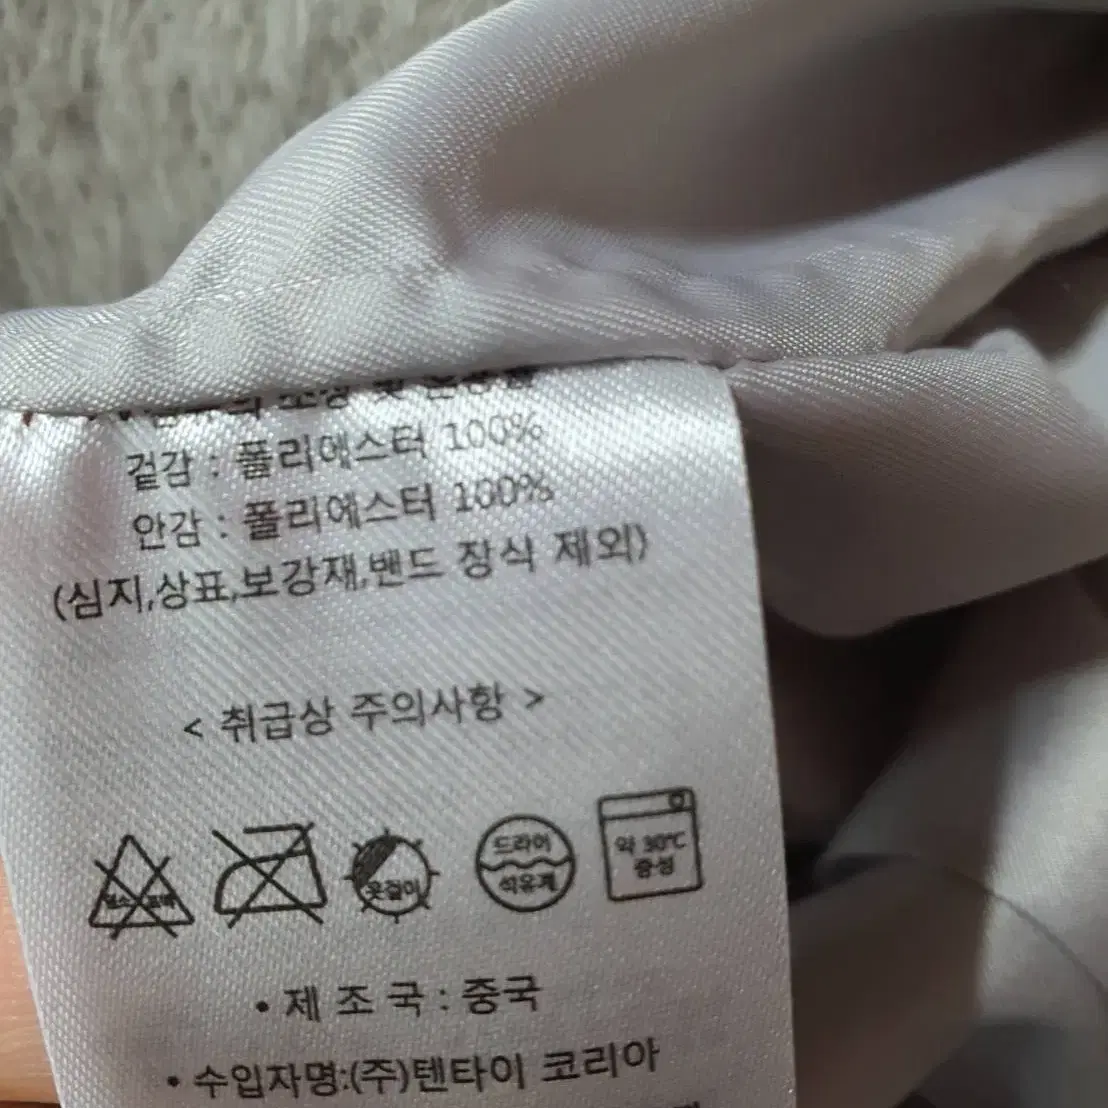 겉감 : 폴리에스터 100%
안감 : 폴리에스터 100%
(심지,상표,보강재,밴드 장식 제외)
< 취급상 주의사항 >
옷걸이
드라이
석유계
약 30℃
중성
• 제 조 국 : 중국
• 수입자명:(주)텐타이 코리아